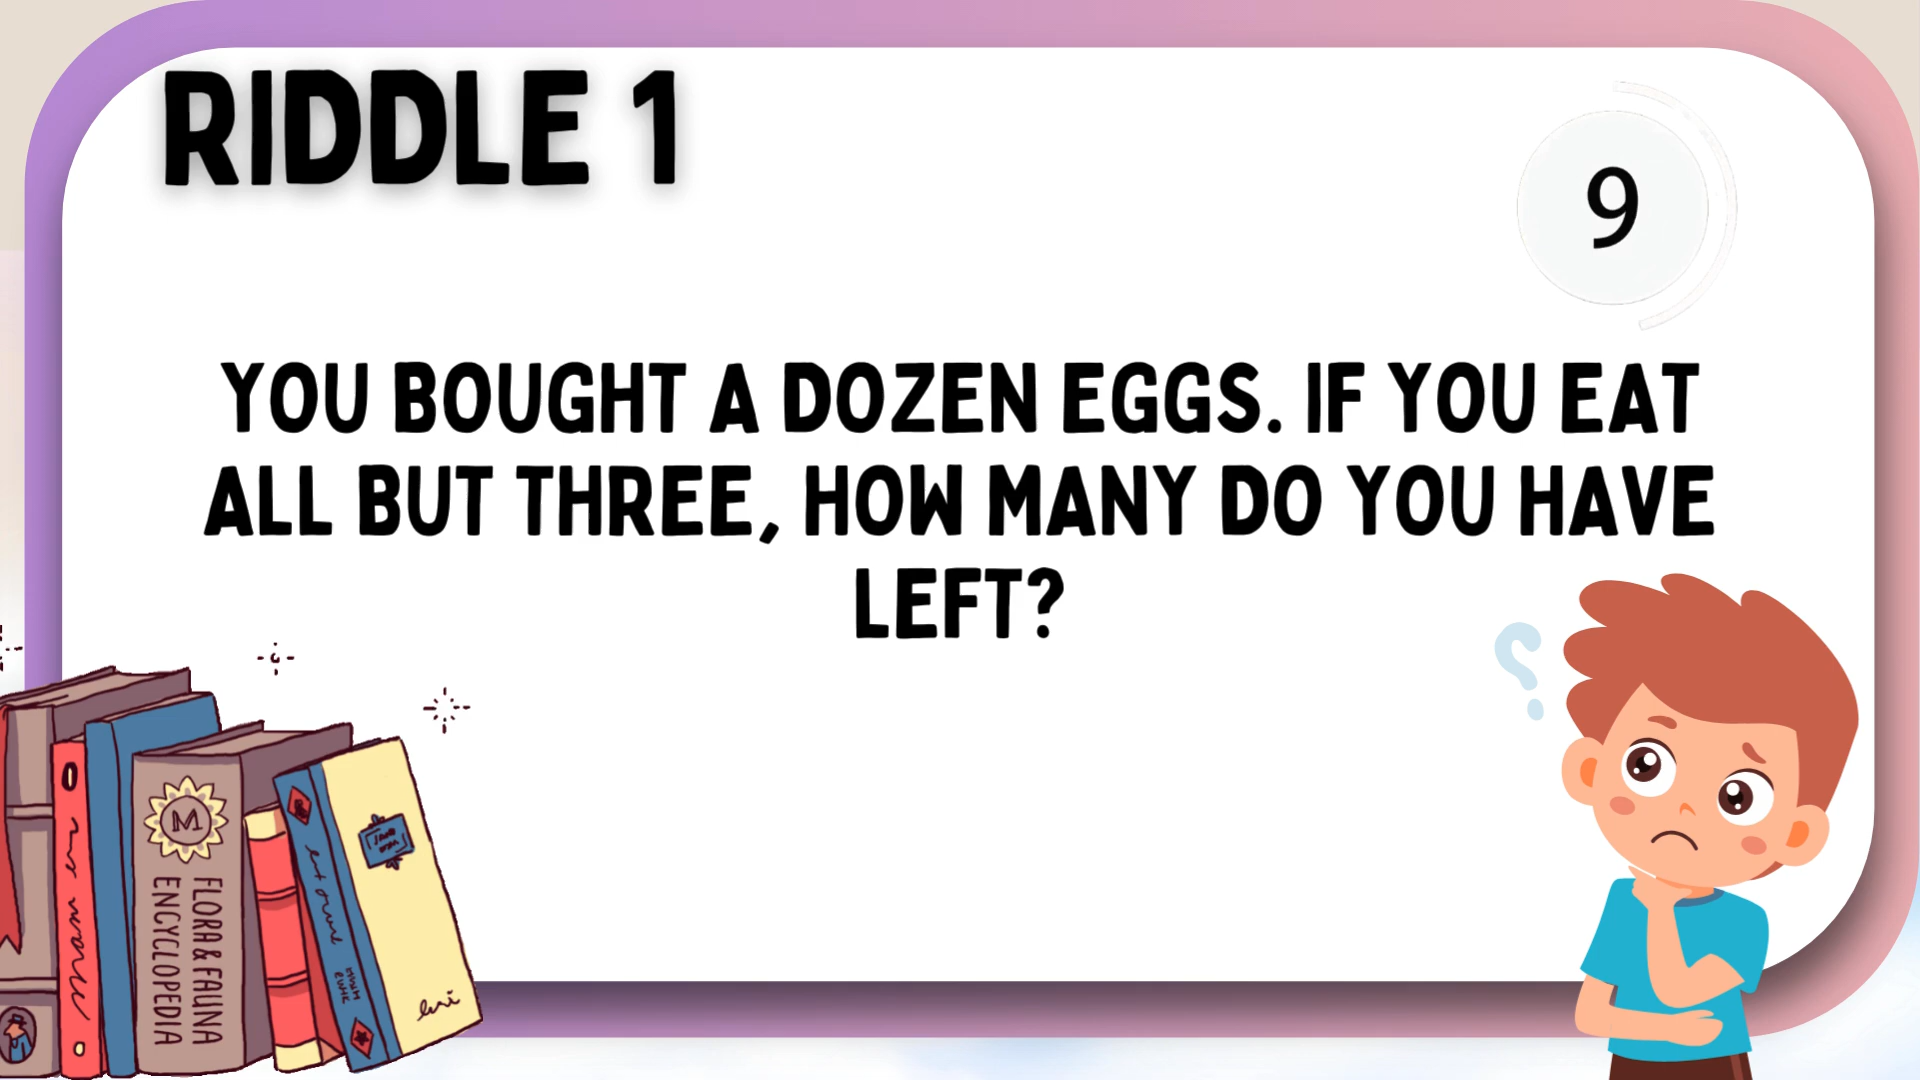 RIDDLE 1
9
YOU BOUGHT A DOZEN EGGS. IF YOU EAT
ALL BUT THREE, HOW MANY DO YOU HAVE
LEFT?
M
FLORA & FAUNA
ENCYCLOPEDIA